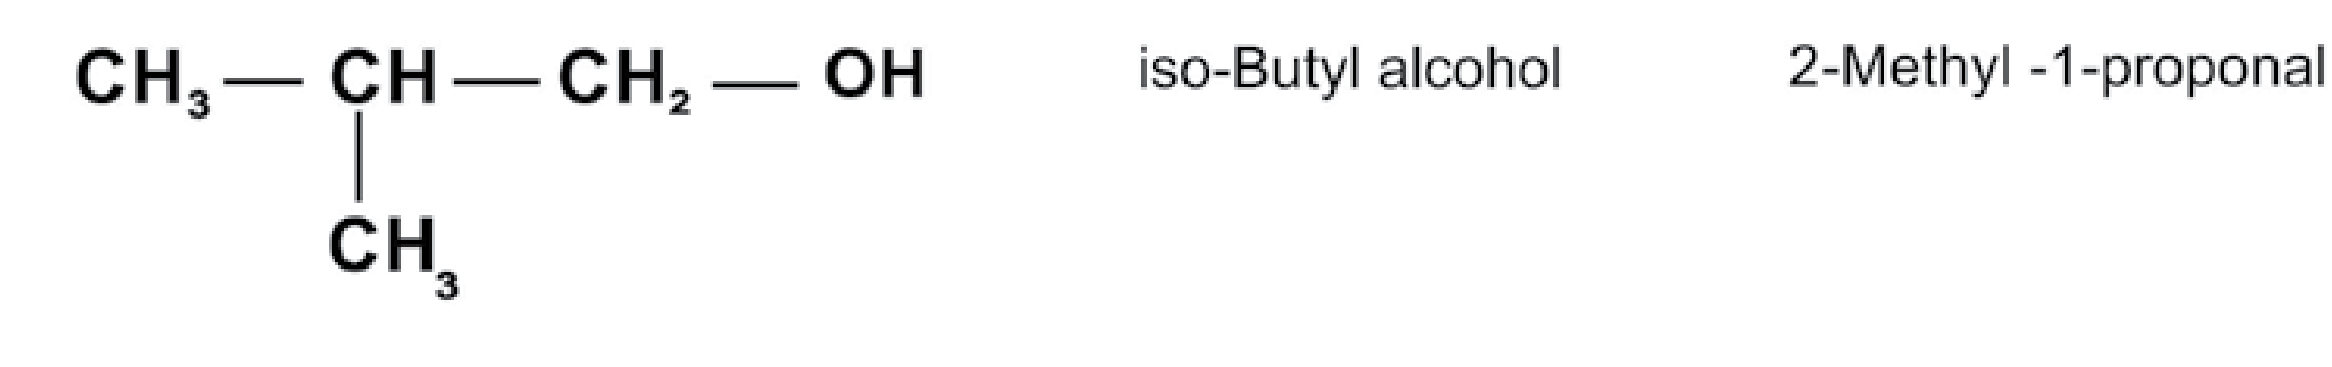 CH₃ — CH — CH₂ — OH iso-Butyl alcohol 2-Methyl -1-proponal
CH₃